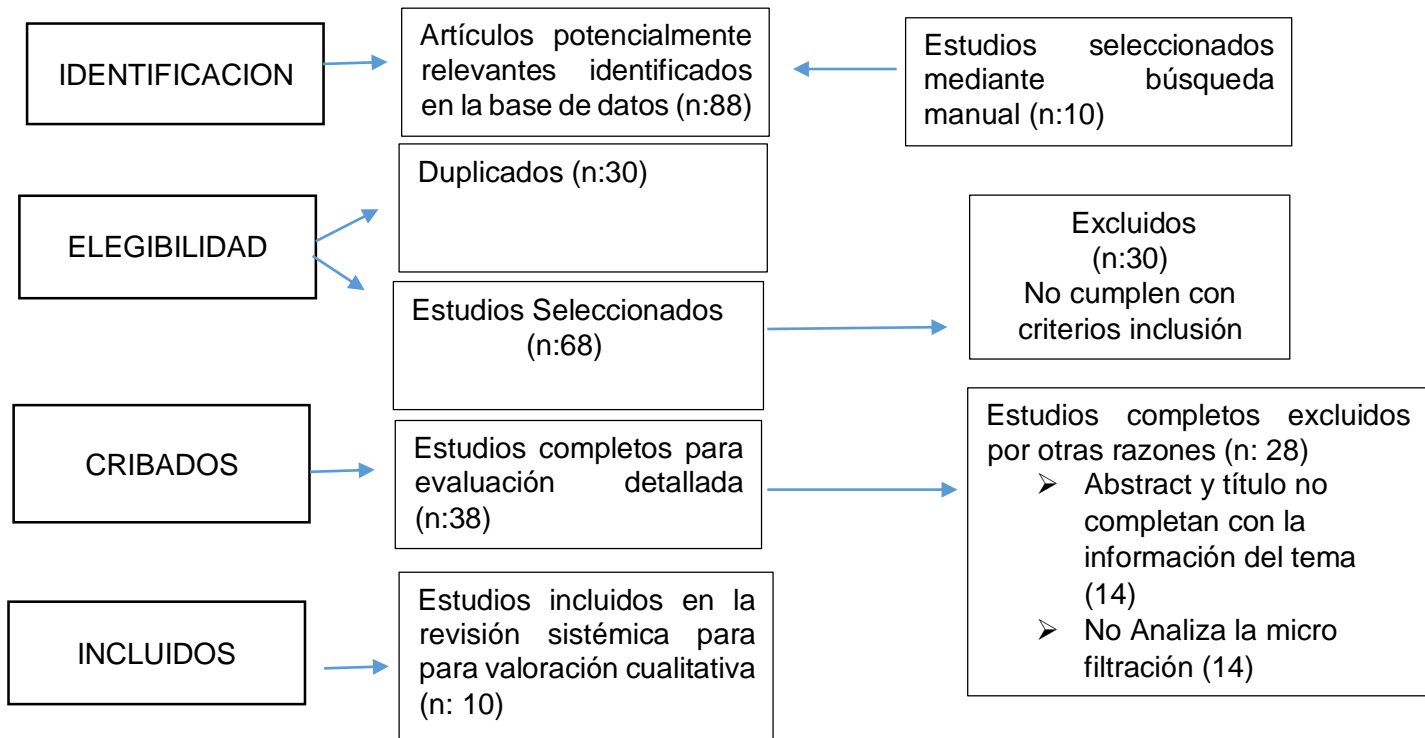 IDENTIFICACION
Artículos potencialmente
relevantes identificados
en la base de datos (n:88)
Estudios seleccionados
mediante búsqueda
manual (n:10)
ELEGIBILIDAD
Duplicados (n:30)
Estudios Seleccionados
(n:68)
Excluidos
(n:30)
No cumplen con
criterios inclusión
CRIBADOS
Estudios completos para
evaluación detallada
(n:38)
Estudios completos excluidos
por otras razones (n: 28)
➢ Abstract y título no
completan con la
información del tema
(14)
➢ No Analiza la micro
filtración (14)
INCLUIDOS
Estudios incluidos en la
revisión sistémica para
para valoración cualitativa
(n: 10)